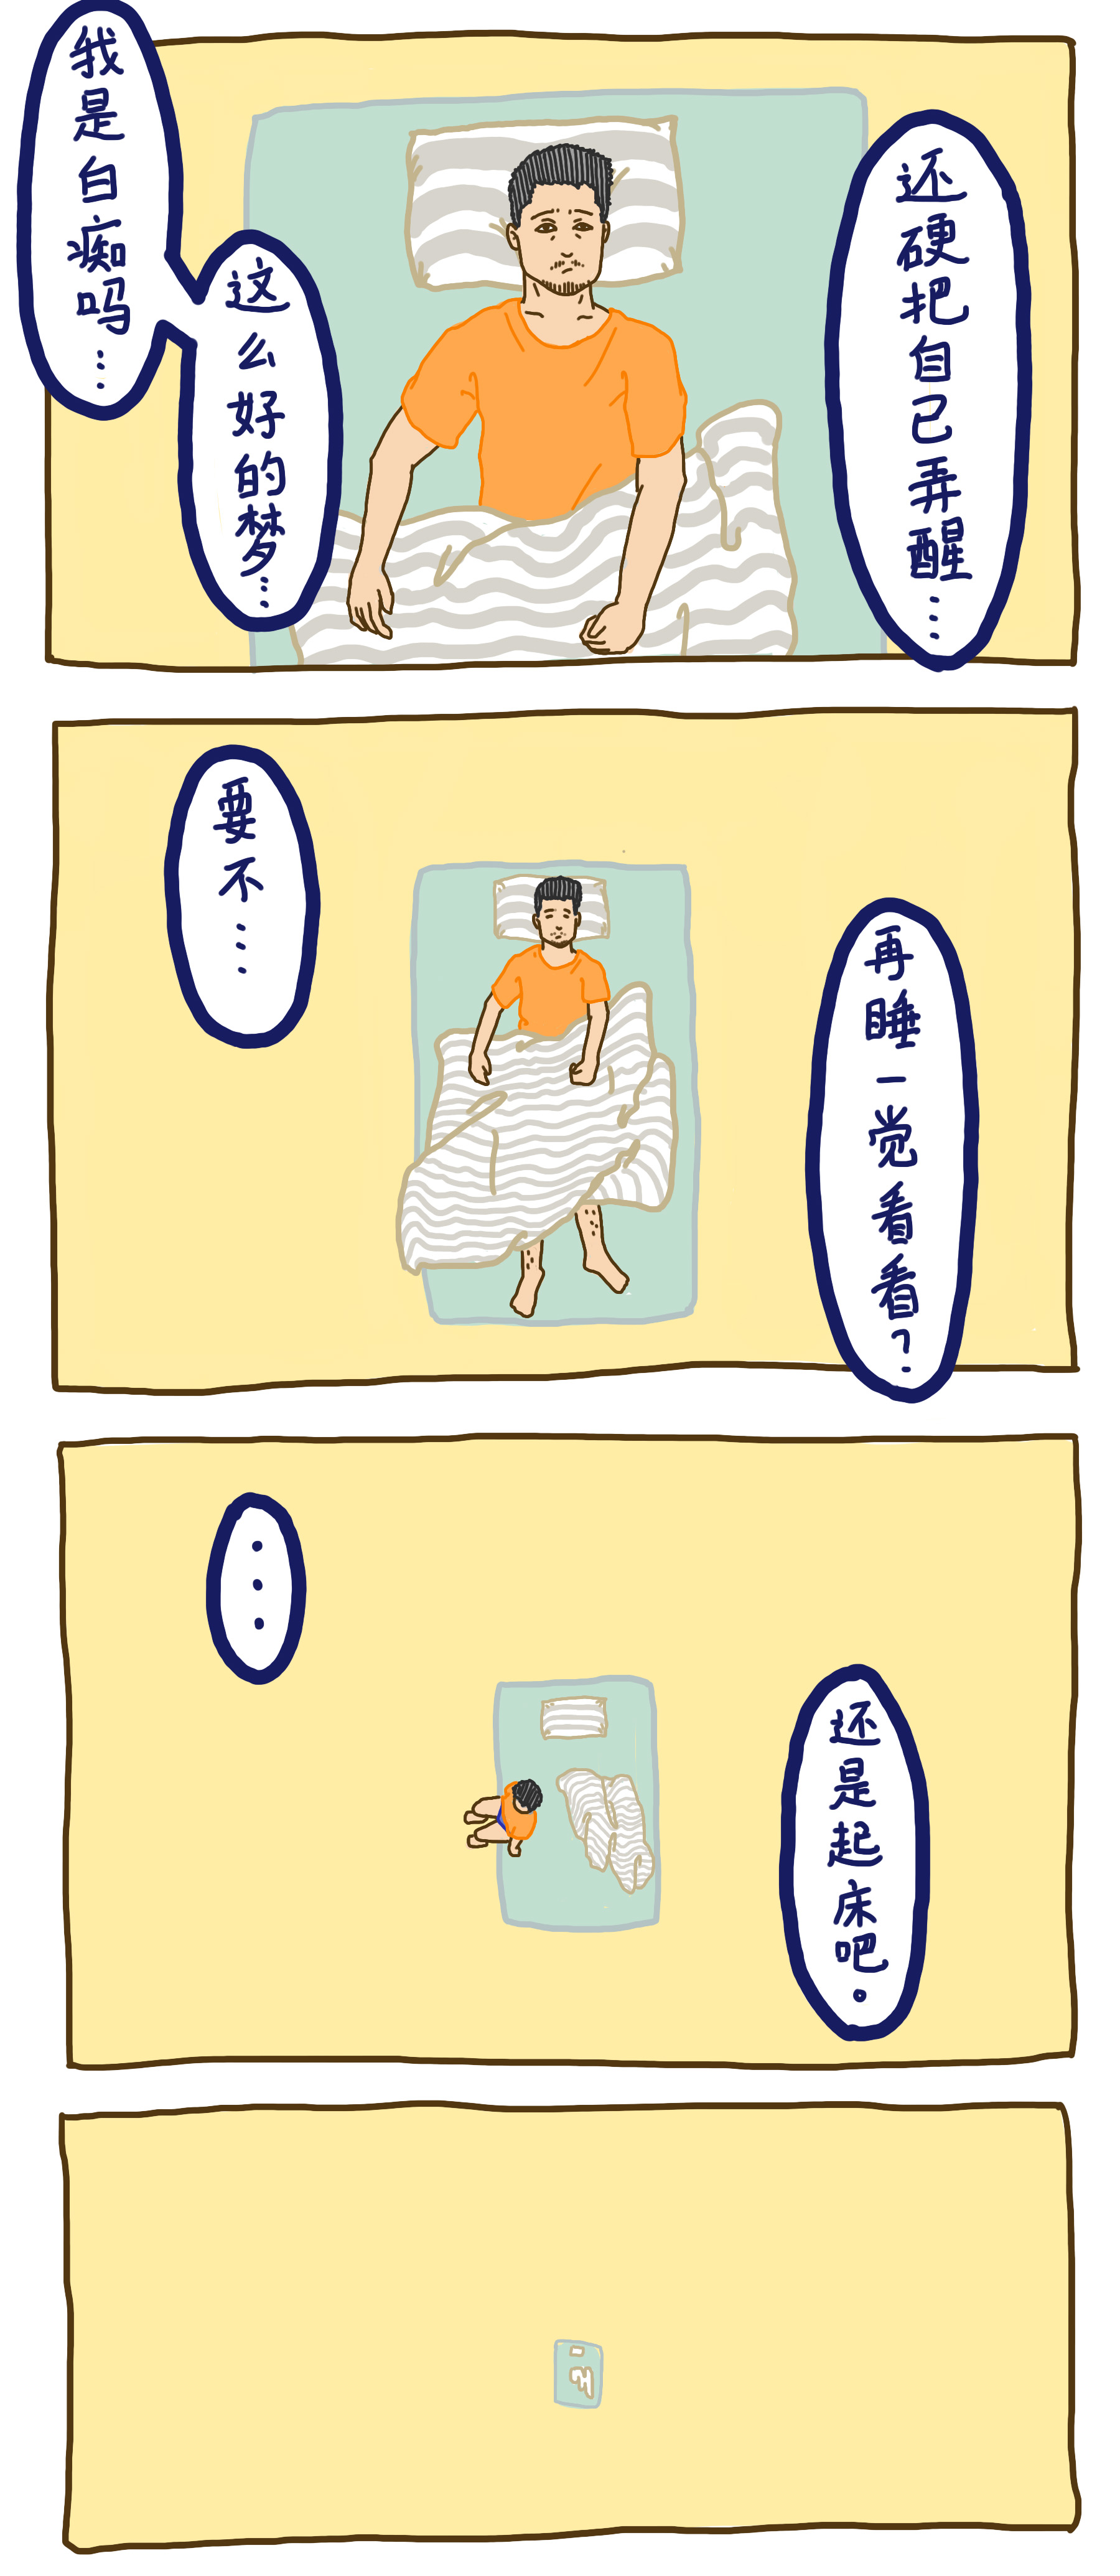 我是白痴吗…
这么好的梦…
还硬把自己弄醒…
要不…
再睡一觉看看?
…
还是起床吧。